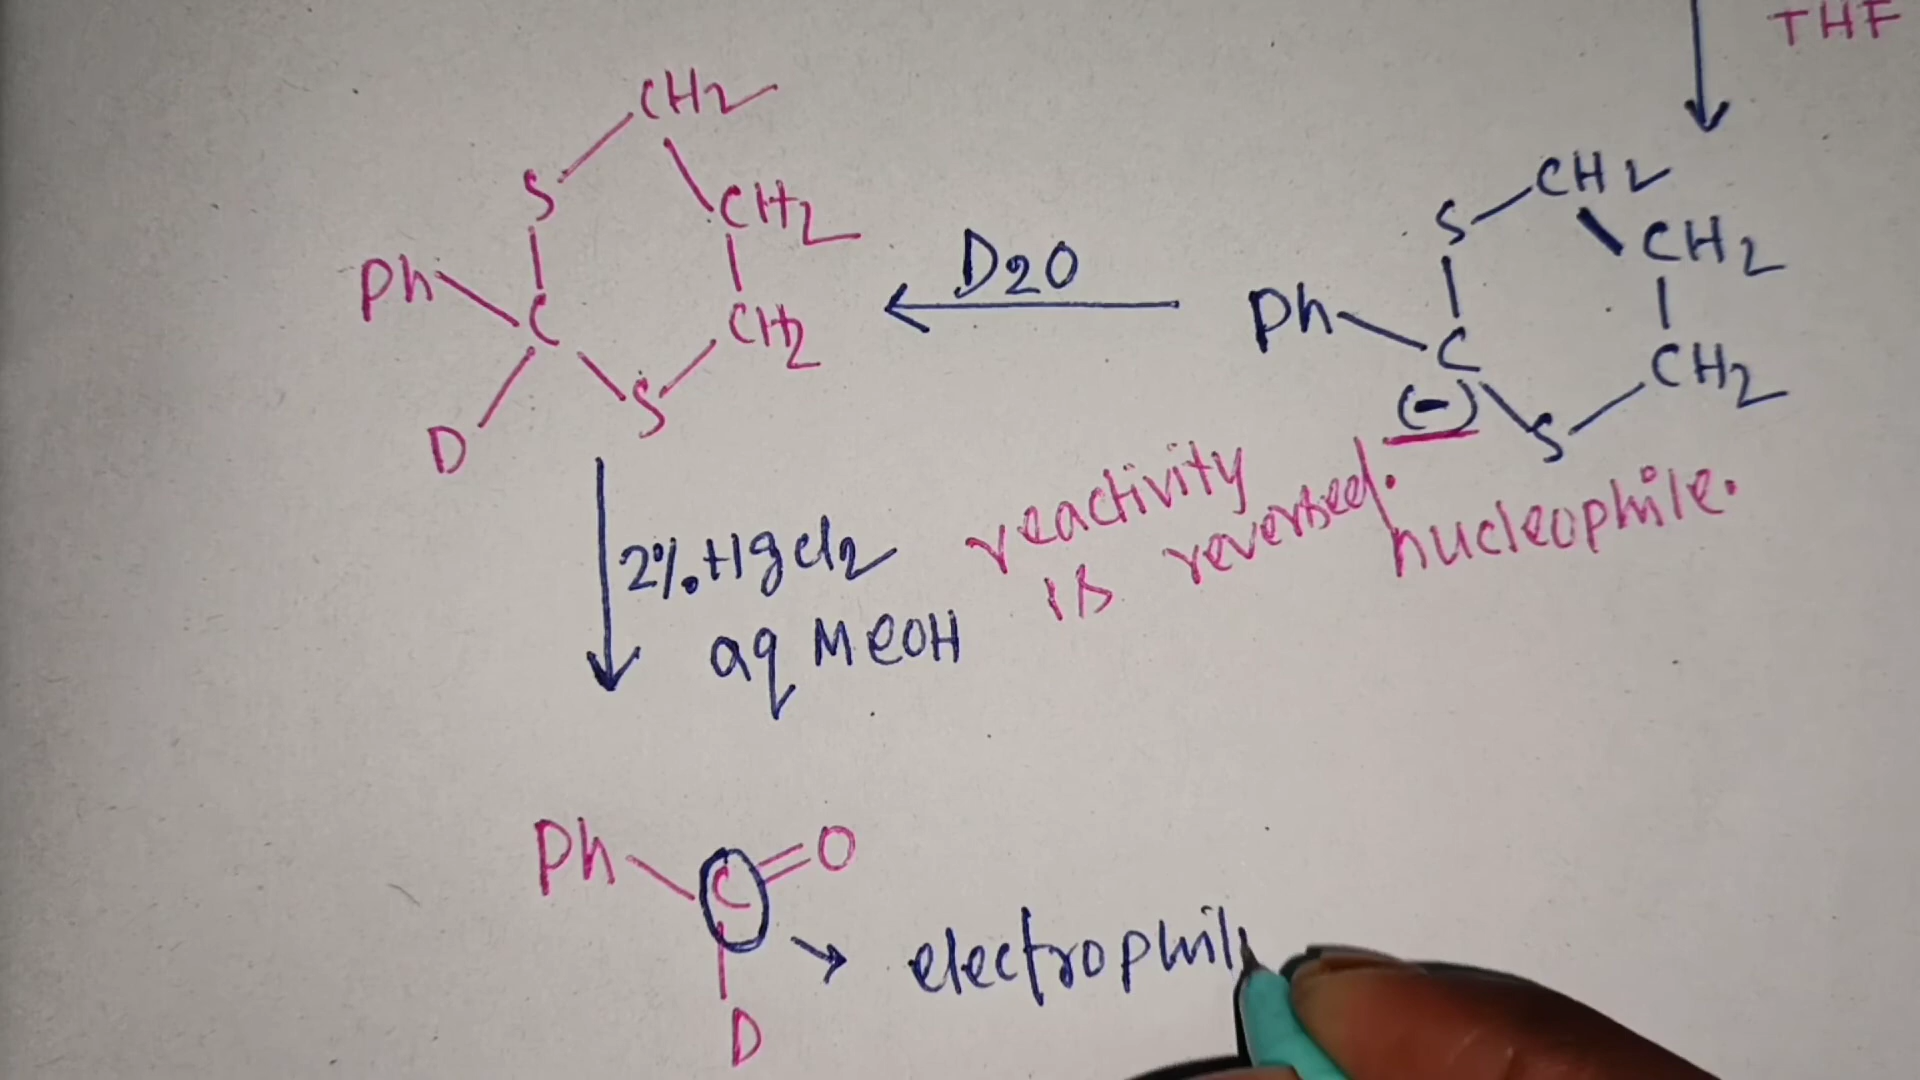 THF
CH2
S
CH2
Ph
C
CH2
D
S
D2O
S
CH2
CH2
Ph
C
CH2
(-)
S
reactivity
is reversed.
nucleophile.
2% HgCl2
aq MeOH
Ph
C
O
D
electrophil